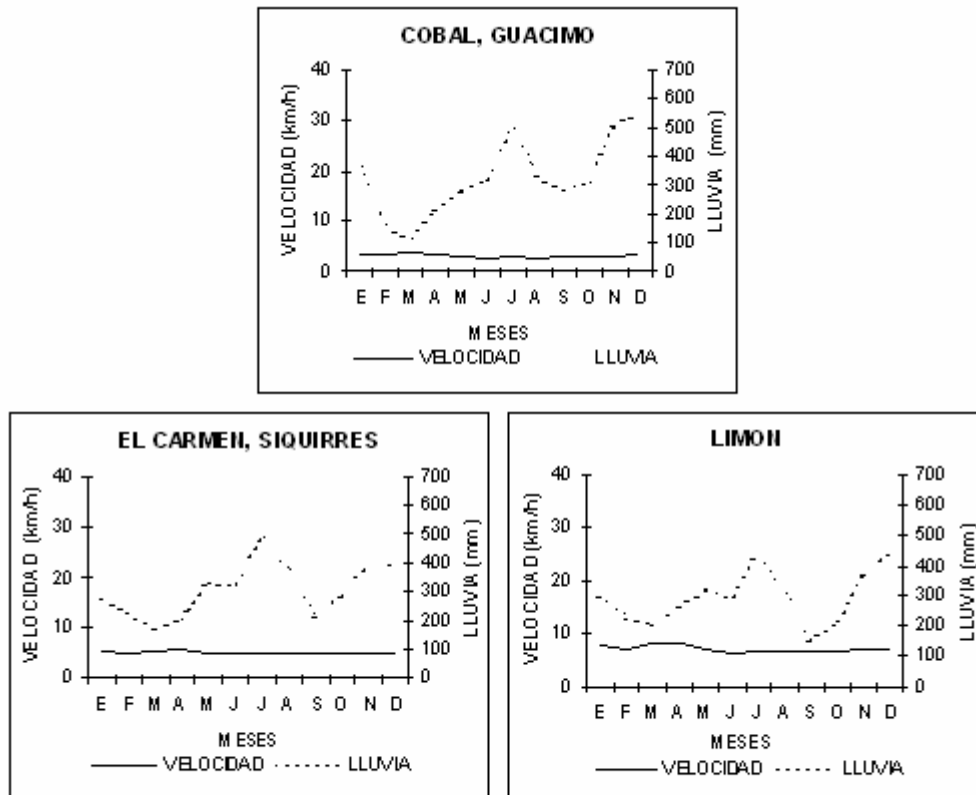 COBAL, GUACIMO
VELOCIDAD (km/h)
40
30
20
10
0
700
600
500
400
300
200
100
0
LLUVIA (mm)
E F M A M J J A S O N D
MESES
VELOCIDAD LLUVIA
EL CARMEN, SIQUIRRES
VELOCIDAD (km/h)
40
30
20
10
0
700
600
500
400
300
200
100
0
LLUVIA (mm)
E F M A M J J A S O N D
MESES
VELOCIDAD LLUVIA
LIMON
VELOCIDAD (km/h)
40
30
20
10
0
700
600
500
400
300
200
100
0
LLUVIA (mm)
E F M A M J J A S O N D
MESES
VELOCIDAD LLUVIA